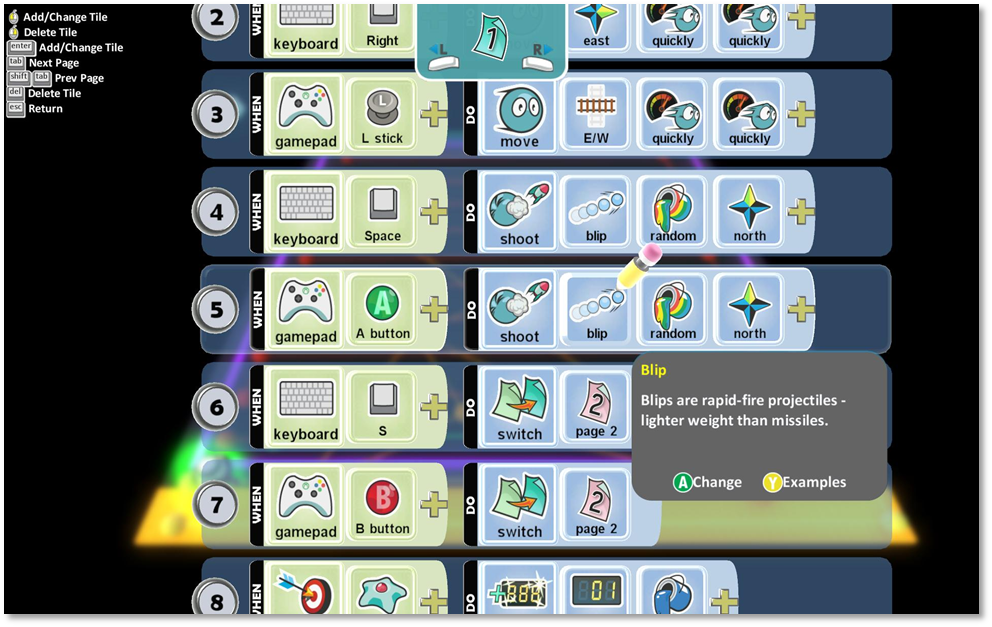 Add/Change Tile
Delete Tile
enter Add/Change Tile
tab Next Page
shift tab Prev Page
del Delete Tile
esc Return
1
L R
2 keyboard Right east quickly quickly
3 WHEN gamepad L L stick DO move E/W quickly quickly
4 WHEN keyboard Space DO shoot blip random north
5 WHEN gamepad A A button DO shoot blip random north
6 WHEN keyboard S DO switch 2 page 2
7 WHEN gamepad B B button DO switch 2 page 2
8 WHEN DO 01
Blip
Blips are rapid-fire projectiles -
lighter weight than missiles.
A Change Y Examples